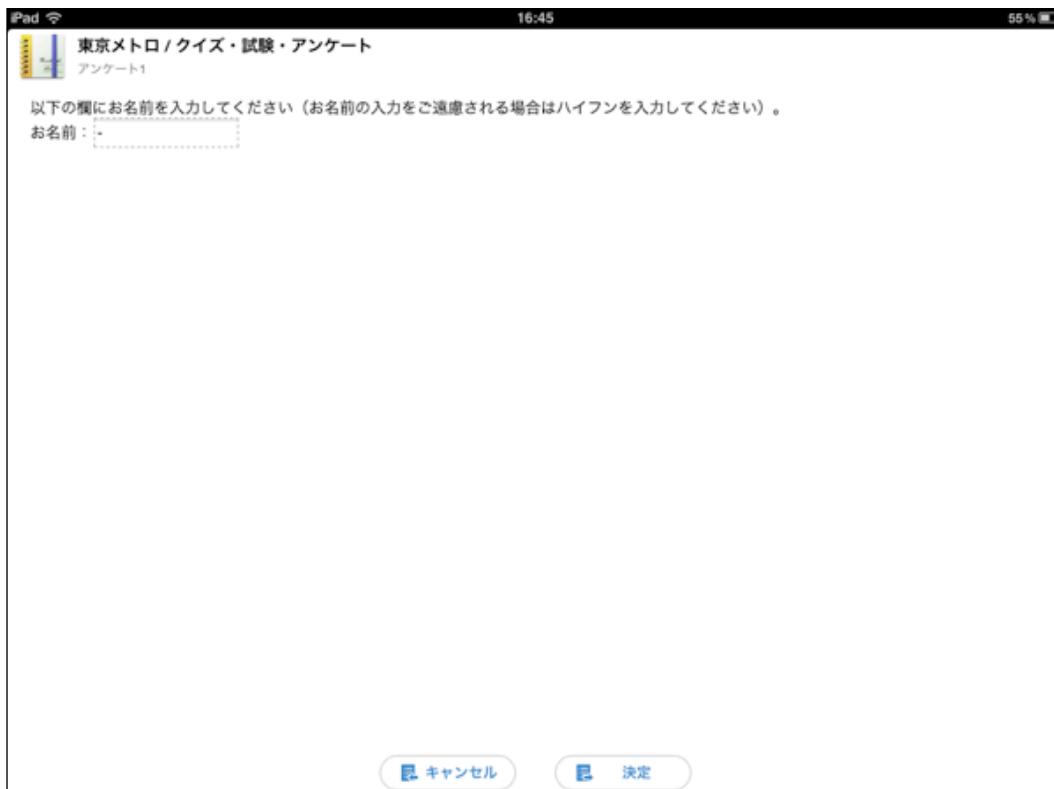 iPad
16:45
55%
東京メトロ / クイズ・試験・アンケート
アンケート1
以下の欄にお名前を入力してください（お名前の入力をご遠慮される場合はハイフンを入力してください）。
お名前：-
キャンセル
決定